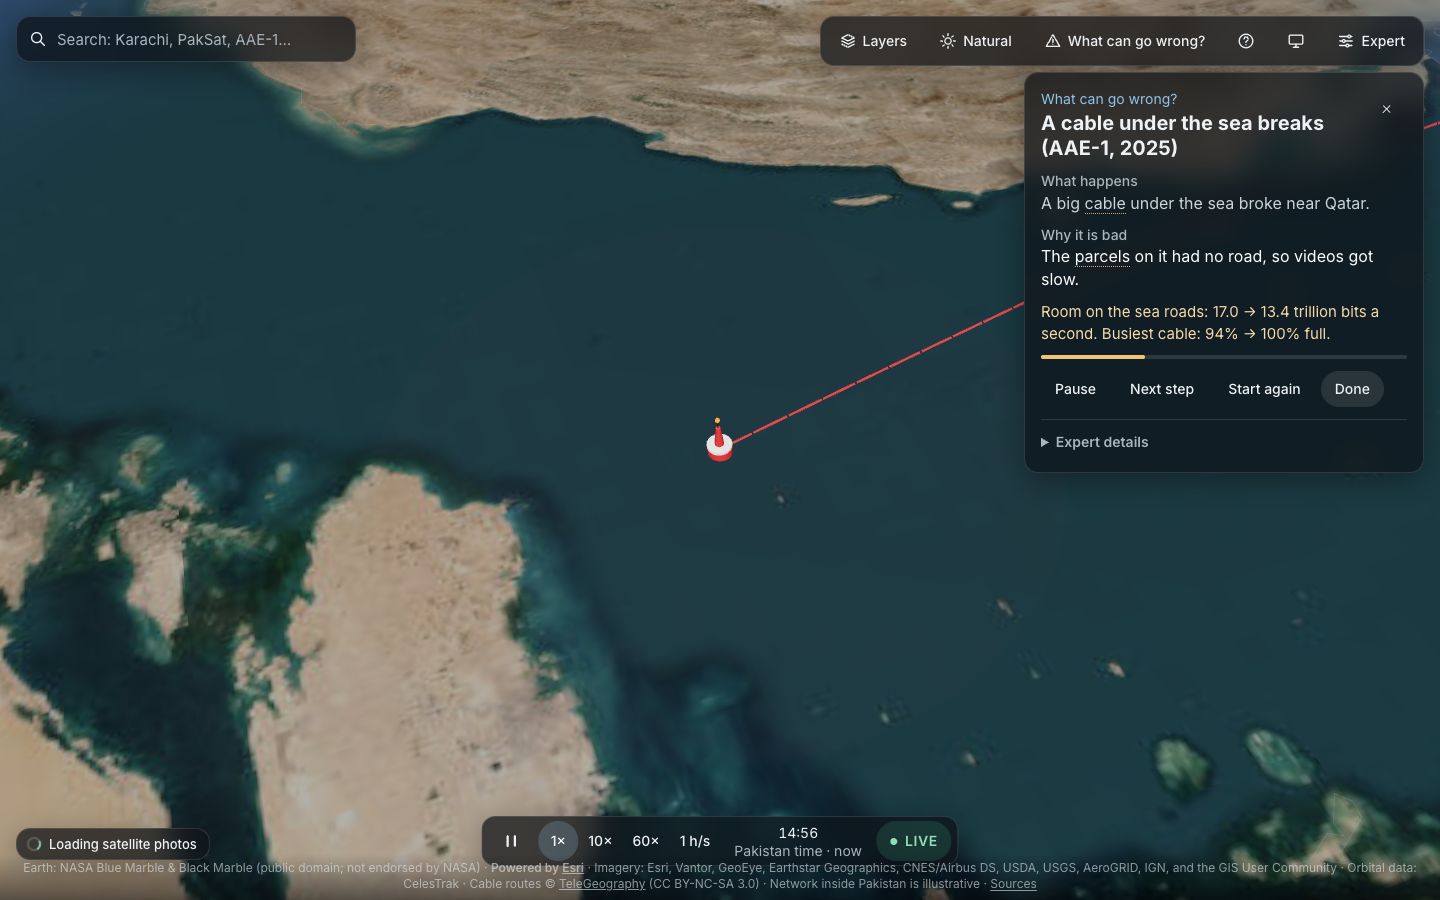 Search: Karachi, PakSat, AAE-1...
Layers
Natural
What can go wrong?
Expert
What can go wrong?
A cable under the sea breaks
(AAE-1, 2025)
What happens
A big cable under the sea broke near Qatar.
Why it is bad
The parcels on it had no road, so videos got
slow.
Room on the sea roads: 17.0 → 13.4 trillion bits a
second. Busiest cable: 94% → 100% full.
Pause
Next step
Start again
Done
Expert details
Loading satellite photos
1×
10×
60×
1 h/s
14:56
Pakistan time · now
LIVE
Earth: NASA Blue Marble & Black Marble (public domain; not endorsed by NASA) · Powered by Esri · Imagery: Esri, Vantor, GeoEye, Earthstar Geographics, CNES/Airbus DS, USDA, USGS, AeroGRID, IGN, and the GIS User Community · Orbital data:
CelesTrak · Cable routes © TeleGeography (CC BY-NC-SA 3.0) · Network inside Pakistan is illustrative · Sources